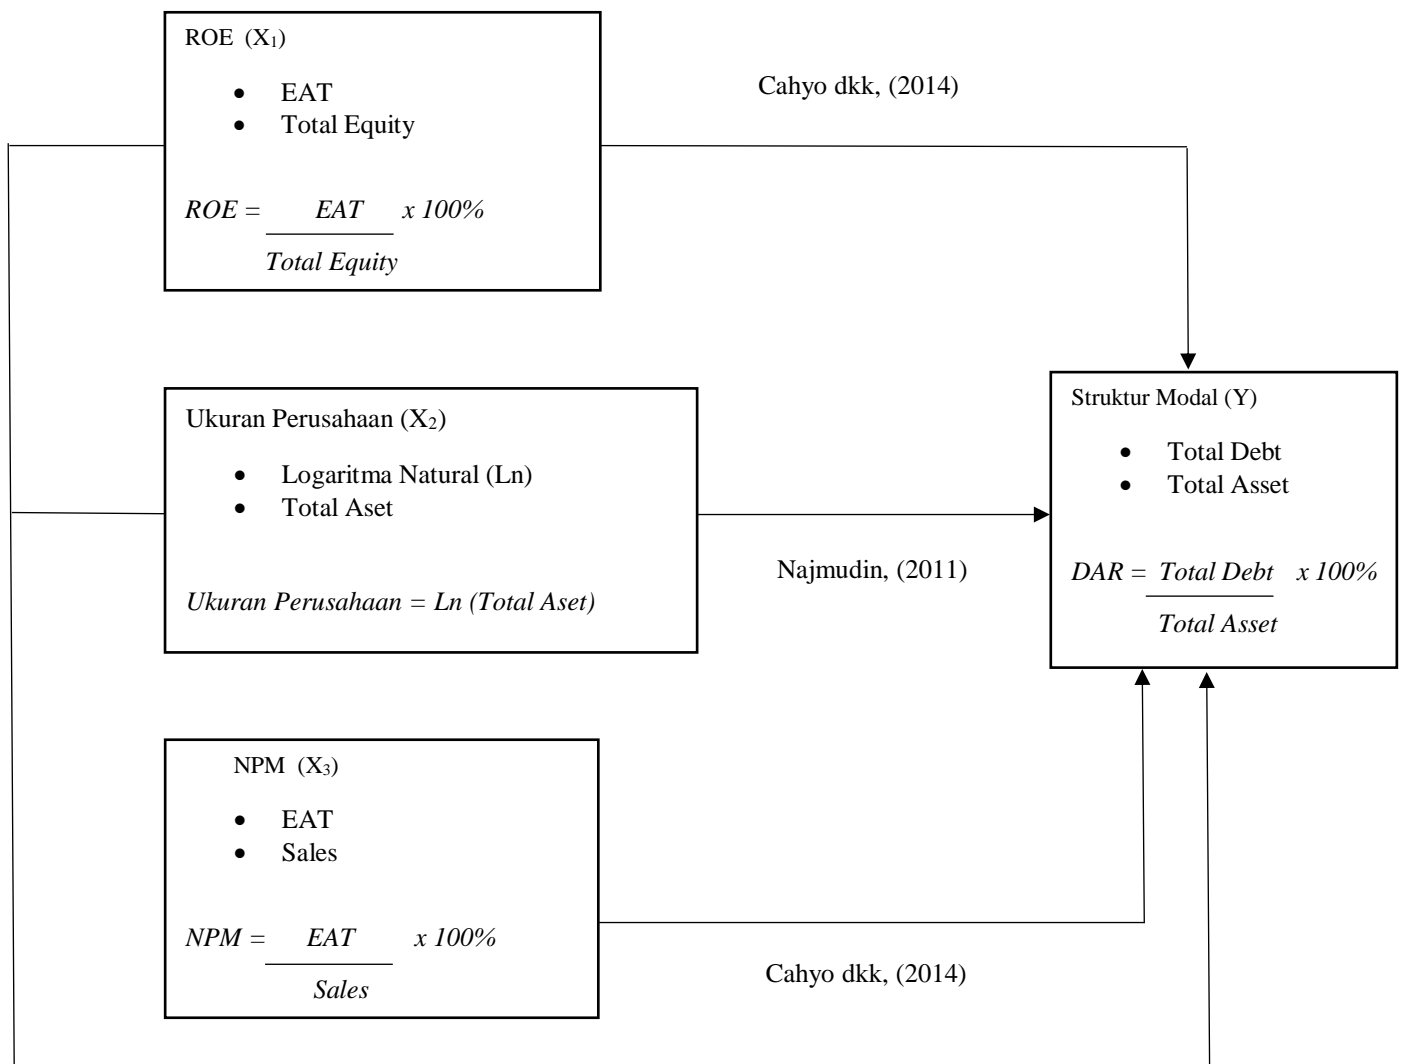 ROE (X₁)
• EAT
• Total Equity
ROE = EAT x 100%
Total Equity
Cahyo dkk, (2014)
Ukuran Perusahaan (X₂)
• Logaritma Natural (Ln)
• Total Aset
Ukuran Perusahaan = Ln (Total Aset)
Najmudin, (2011)
Struktur Modal (Y)
• Total Debt
• Total Asset
DAR = Total Debt x 100%
Total Asset
NPM (X₃)
• EAT
• Sales
NPM = EAT x 100%
Sales
Cahyo dkk, (2014)